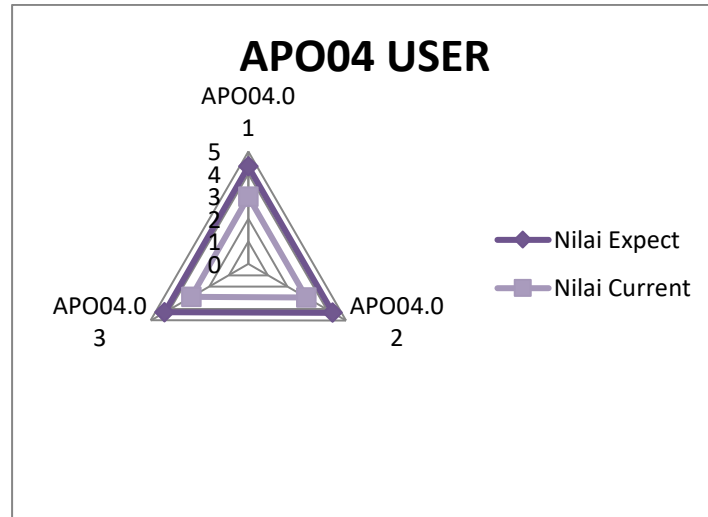 APO04 USER
APO04.0
1
5
4
3
2
1
0
APO04.0
3
APO04.0
2
Nilai Expect
Nilai Current